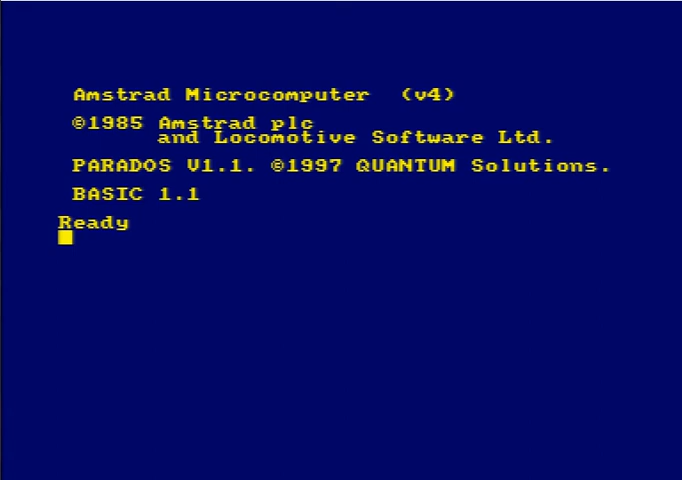 Amstrad Microcomputer (v4)
©1985 Amstrad plc
and Locomotive Software Ltd.
PARADOS V1.1. ©1997 QUANTUM Solutions.
BASIC 1.1
Ready